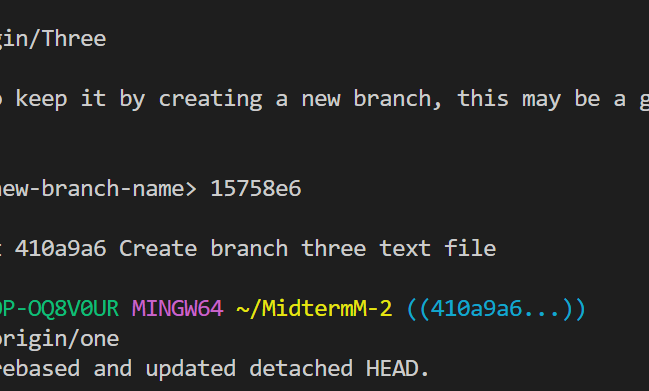 gin/Three
o keep it by creating a new branch, this may be a g
new-branch-name> 15758e6
t 410a9a6 Create branch three text file
OP-OQ8V0UR MINGW64 ~/MidtermM-2 ((410a9a6...))
origin/one
rebased and updated detached HEAD.